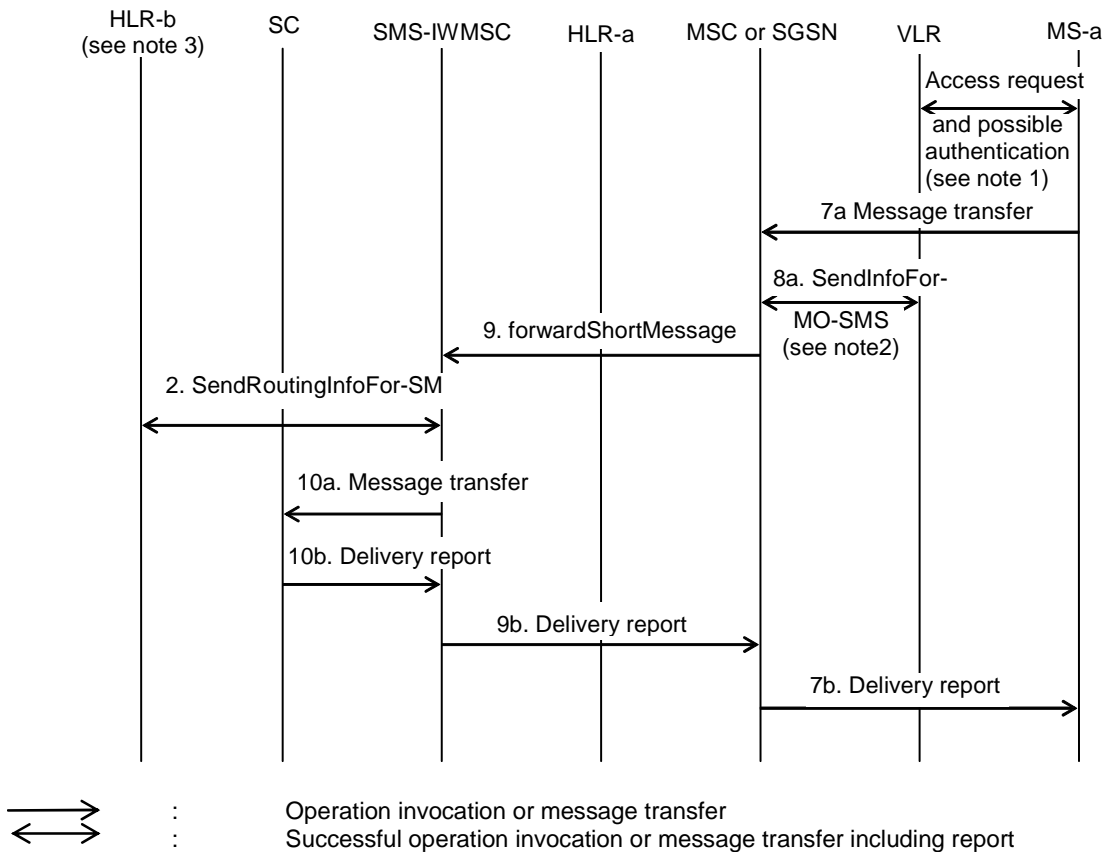 HLR-b
(see note 3)
SC
SMS-IWMSC
HLR-a
MSC or SGSN
VLR
MS-a
Access request
and possible
authentication
(see note 1)
7a Message transfer
8a. SendInfoFor-
MO-SMS
(see note2)
9. forwardShortMessage
2. SendRoutingInfoFor-SM
10a. Message transfer
10b. Delivery report
9b. Delivery report
7b. Delivery report
: Operation invocation or message transfer
: Successful operation invocation or message transfer including report